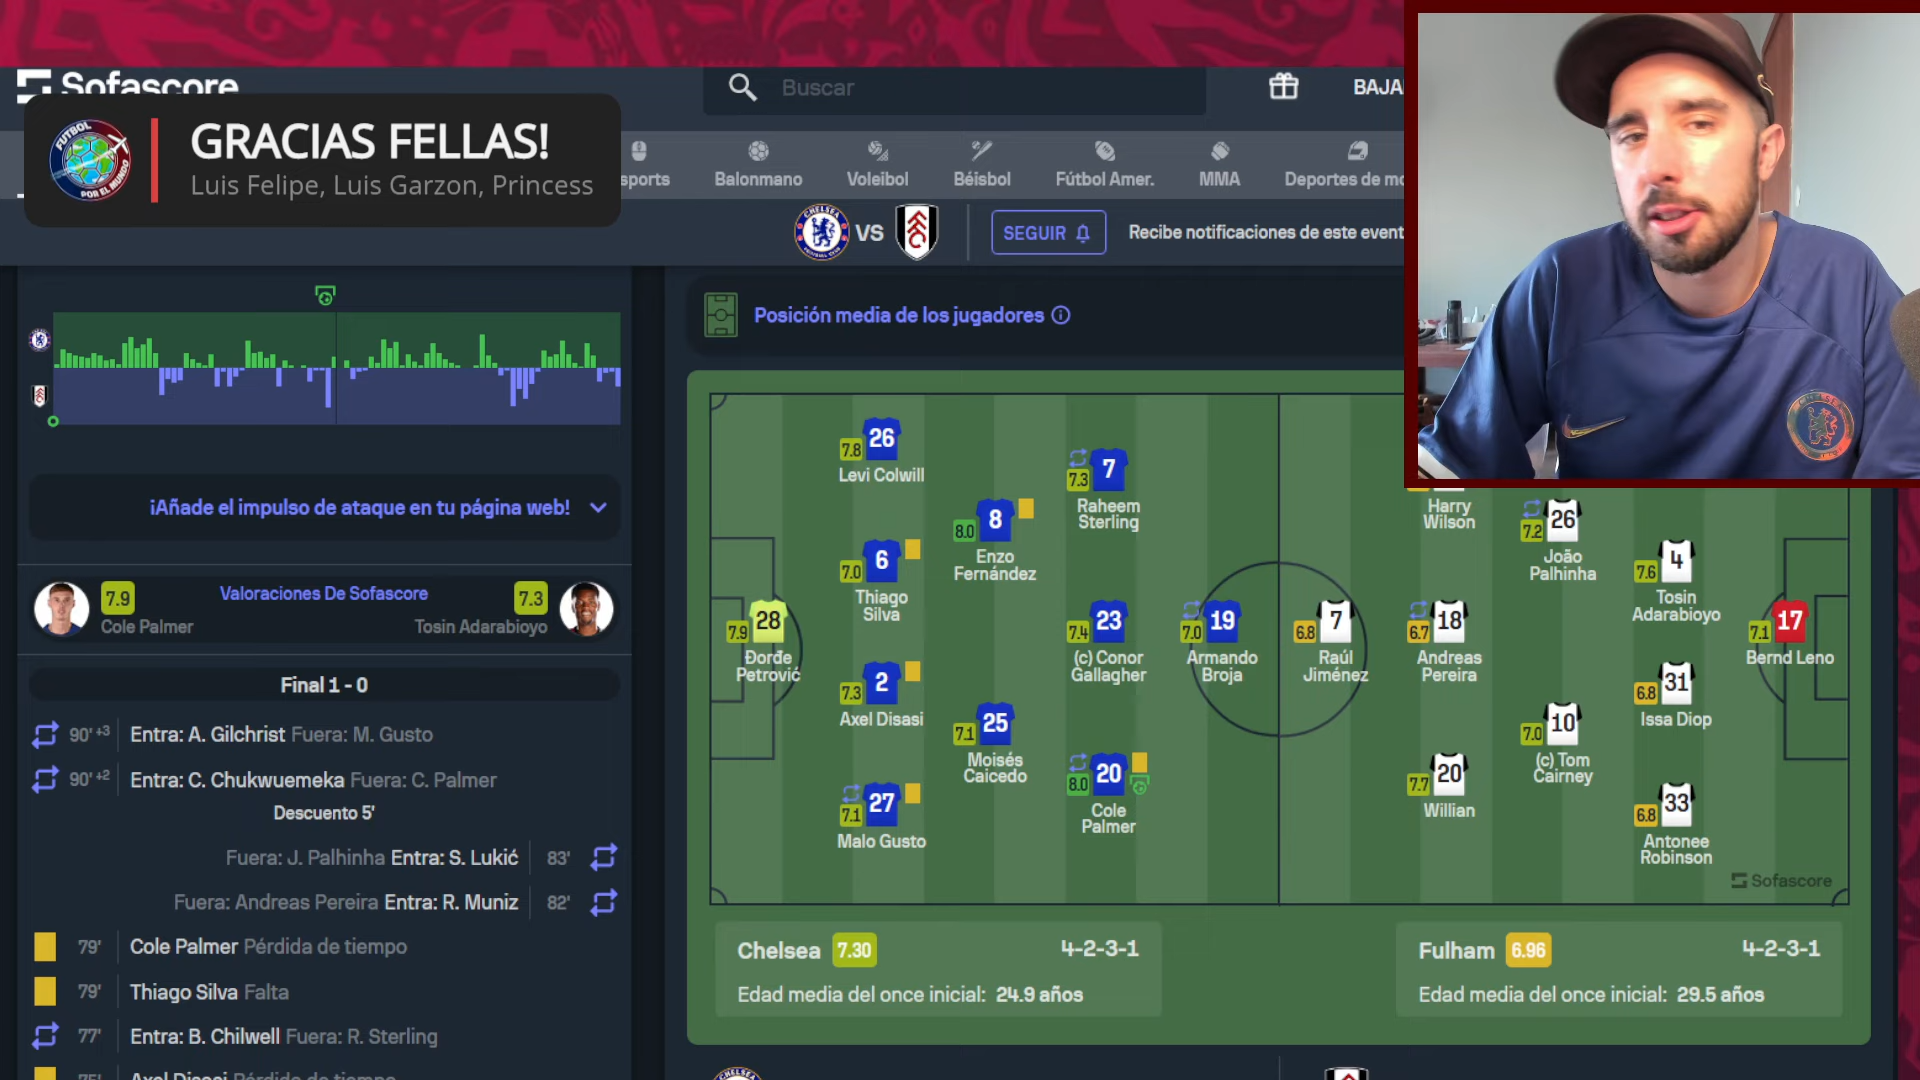 Sofascore
Buscar
BAJA
GRACIAS FELLAS!
Luis Felipe, Luis Garzon, Princess
FUTBOL
POR EL MUNDO
sports
Balonmano
Voleibol
Béisbol
Fútbol Amer.
MMA
Deportes de mo
VS
SEGUIR
Recibe notificaciones de este event
Posición media de los jugadores
¡Añade el impulso de ataque en tu página web!
7.9
Cole Palmer
Valoraciones De Sofascore
7.3
Tosin Adarabioyo
Final 1 - 0
90' +3 Entra: A. Gilchrist Fuera: M. Gusto
90' +2 Entra: C. Chukwuemeka Fuera: C. Palmer
Descuento 5'
Fuera: J. Palhinha Entra: S. Lukić 83'
Fuera: Andreas Pereira Entra: R. Muniz 82'
79' Cole Palmer Pérdida de tiempo
79' Thiago Silva Falta
77' Entra: B. Chilwell Fuera: R. Sterling
75' Axel Disasi Pérdida de tiempo
28
7.9
Đorđe
Petrović
26
7.8
Levi Colwill
6
7.0
Thiago
Silva
2
7.3
Axel Disasi
27
7.1
Malo Gusto
8
8.0
Enzo
Fernández
25
7.1
Moisés
Caicedo
7
7.3
Raheem
Sterling
23
7.4
(c) Conor
Gallagher
20
8.0
Cole
Palmer
19
7.0
Armando
Broja
7
6.8
Raúl
Jiménez
Harry
Wilson
18
6.7
Andreas
Pereira
20
7.7
Willian
26
7.2
João
Palhinha
10
7.0
(c) Tom
Cairney
4
7.6
Tosin
Adarabioyo
31
6.8
Issa Diop
33
6.8
Antonee
Robinson
17
7.1
Bernd Leno
Sofascore
Chelsea 7.30 4-2-3-1
Edad media del once inicial: 24.9 años
Fulham 6.96 4-2-3-1
Edad media del once inicial: 29.5 años